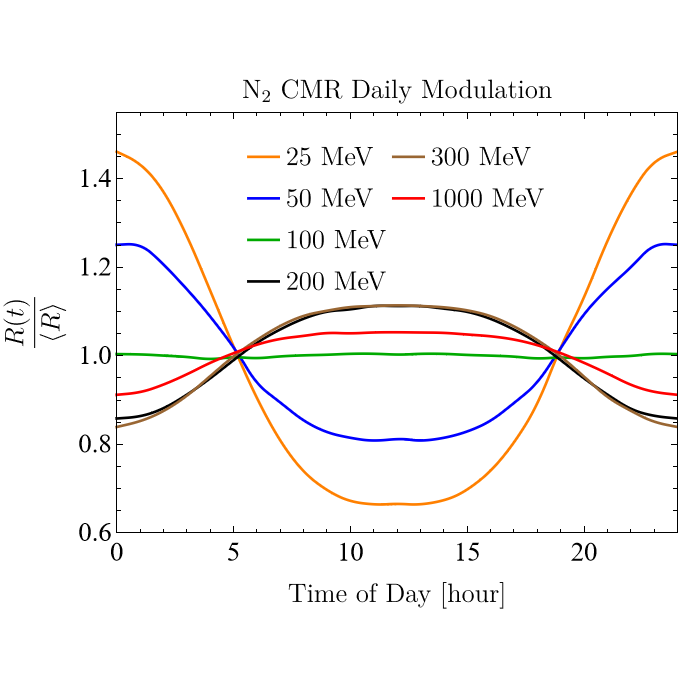 N₂ CMR Daily Modulation
25 MeV 300 MeV
50 MeV 1000 MeV
100 MeV
200 MeV
R(t)
⟨R⟩
1.4
1.2
1.0
0.8
0.6
0 5 10 15 20
Time of Day [hour]